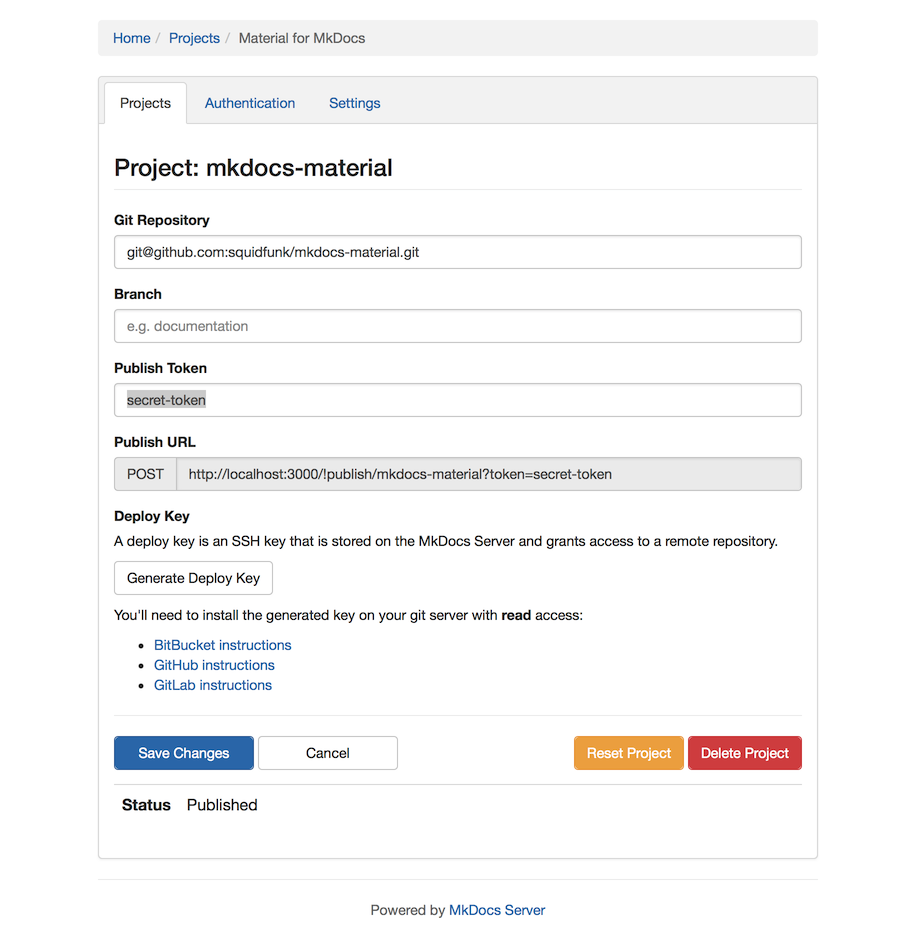 Home / Projects / Material for MkDocs
Projects Authentication Settings
Project: mkdocs-material
Git Repository
git@github.com:squidfunk/mkdocs-material.git
Branch
e.g. documentation
Publish Token
secret-token
Publish URL
POST http://localhost:3000/!publish/mkdocs-material?token=secret-token
Deploy Key
A deploy key is an SSH key that is stored on the MkDocs Server and grants access to a remote repository.
Generate Deploy Key
You'll need to install the generated key on your git server with read access:
• BitBucket instructions
• GitHub instructions
• GitLab instructions
Save Changes Cancel Reset Project Delete Project
Status Published
Powered by MkDocs Server